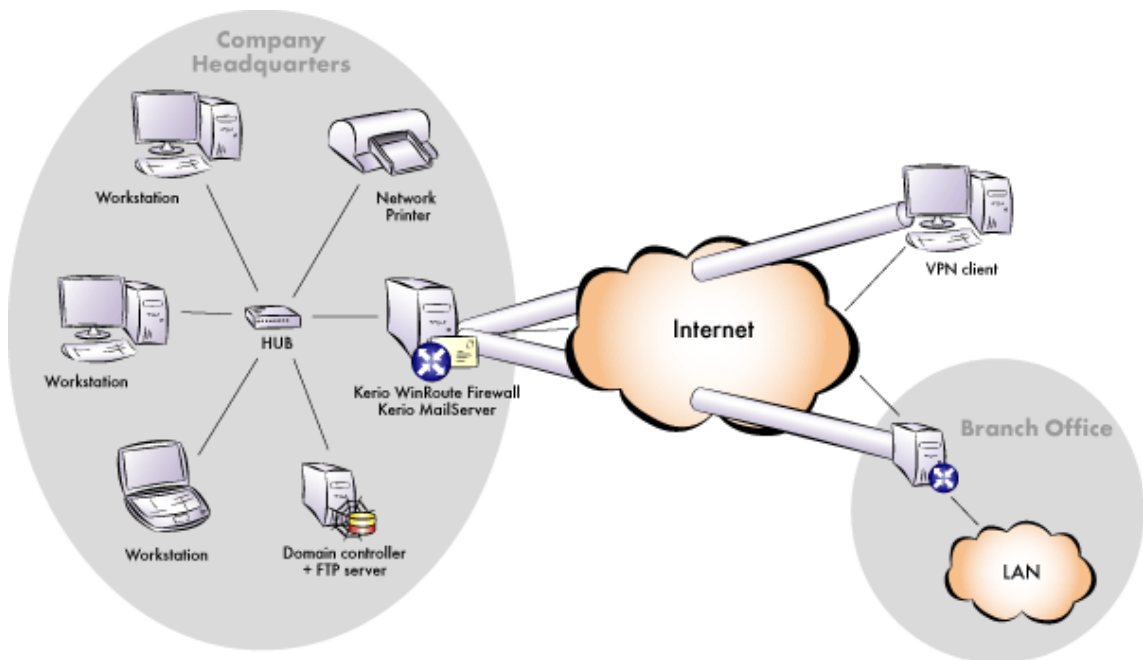 Company
Headquarters
Workstation
Network
Printer
VPN client
Internet
HUB
Workstation
Kerio WinRoute Firewall
Kerio MailServer
Branch Office
Workstation
Domain controller
+ FTP server
LAN